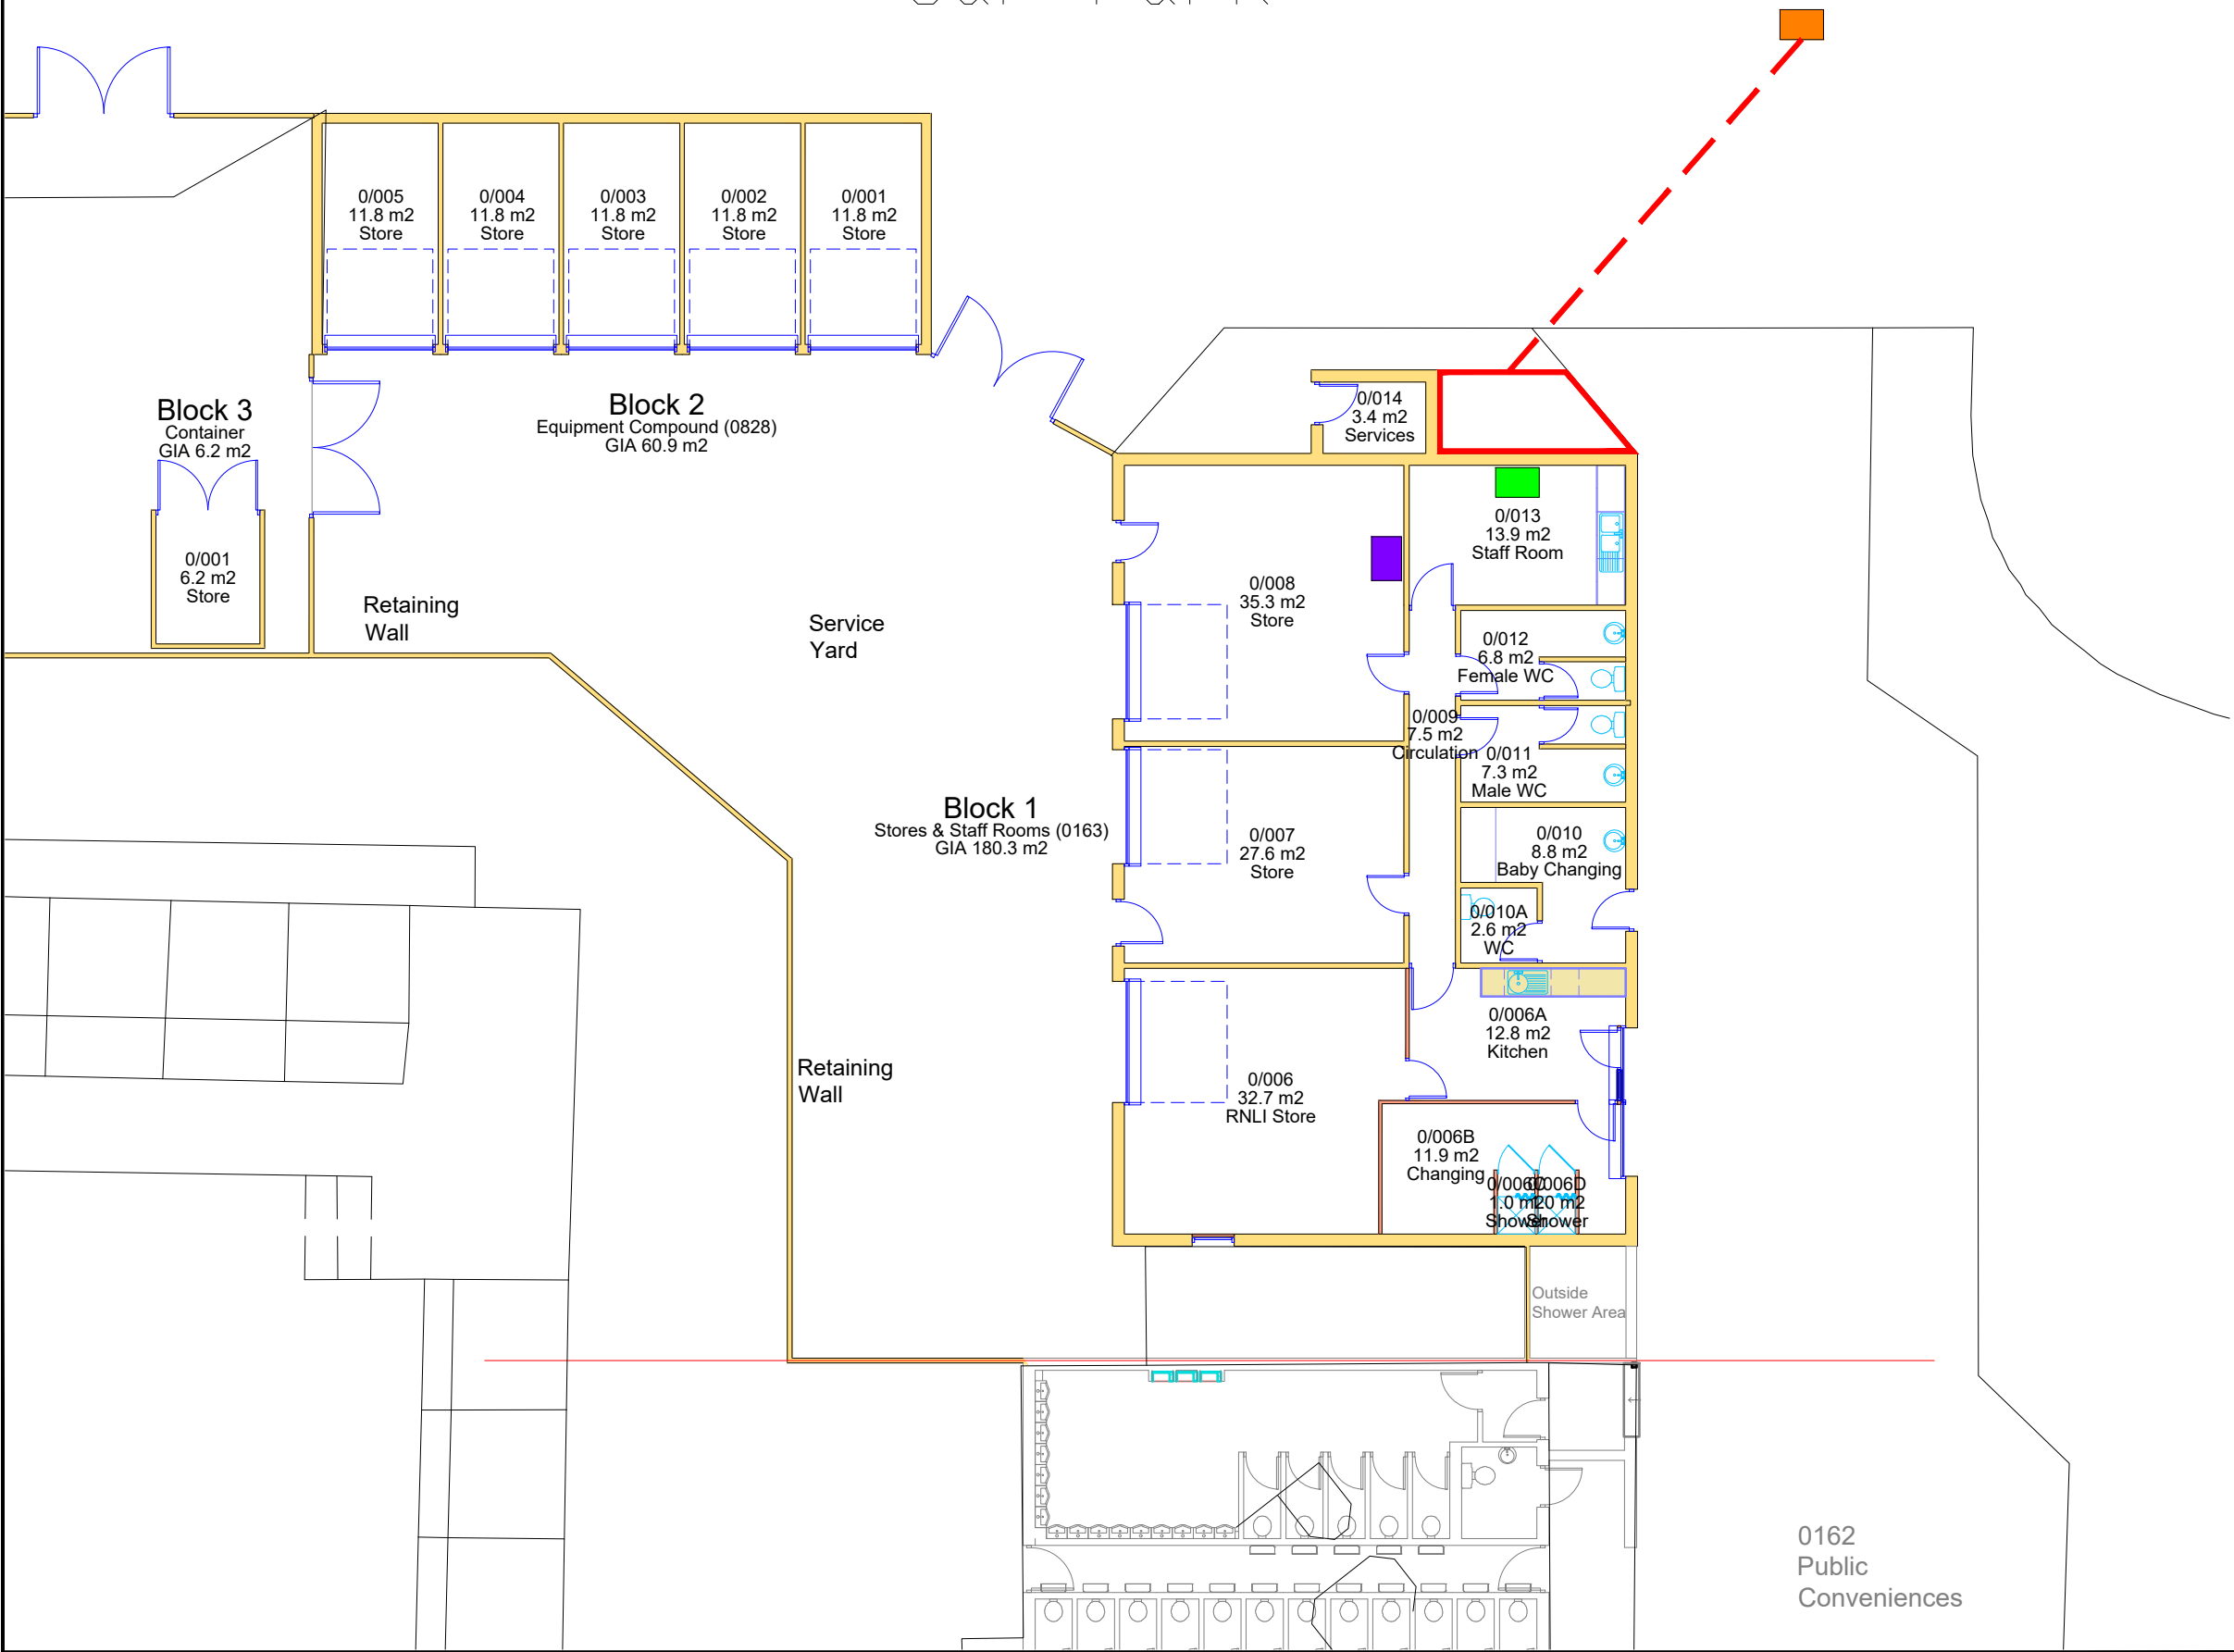 0/005
11.8 m2
Store
0/004
11.8 m2
Store
0/003
11.8 m2
Store
0/002
11.8 m2
Store
0/001
11.8 m2
Store
Block 3
Container
GIA 6.2 m2
Block 2
Equipment Compound (0828)
GIA 60.9 m2
0/014
3.4 m2
Services
0/013
13.9 m2
Staff Room
0/001
6.2 m2
Store
Retaining
Wall
Service
Yard
0/008
35.3 m2
Store
0/012
6.8 m2
Female WC
0/009
7.5 m2
Circulation
0/011
7.3 m2
Male WC
Block 1
Stores & Staff Rooms (0163)
GIA 180.3 m2
0/007
27.6 m2
Store
0/010
8.8 m2
Baby Changing
0/010A
2.6 m2
WC
0/006A
12.8 m2
Kitchen
Retaining
Wall
0/006
32.7 m2
RNLI Store
0/006B
11.9 m2
Changing
0/006D
Shower
Shower
Outside
Shower Area
0162
Public
Conveniences